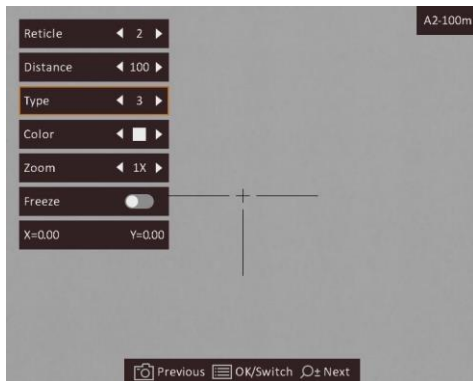 A2-100m
Reticle 2
Distance 100
Type 3
Color
Zoom 1X
Freeze
X=0.00 Y=0.00
Previous OK/Switch Next